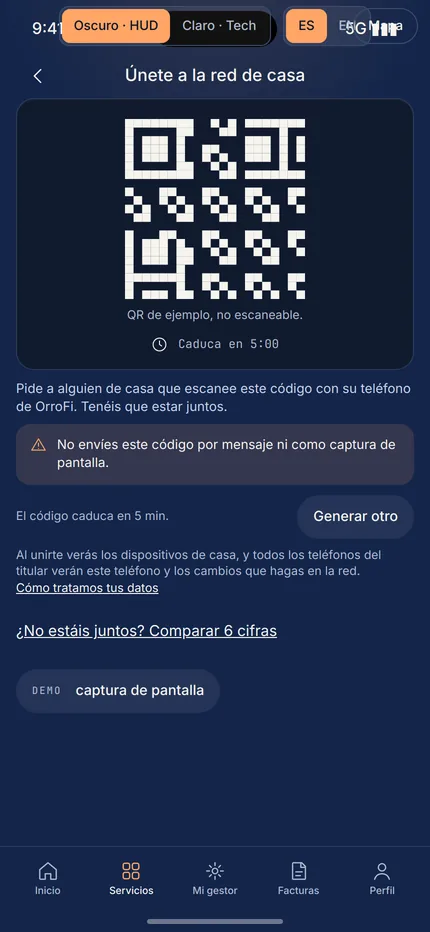 9:41
Oscuro · HUD
Claro · Tech
ES
EN
5G
Mapa
Únete a la red de casa
QR de ejemplo, no escaneable.
Caduca en 5:00
Pide a alguien de casa que escanee este código con su teléfono
de OrroFi. Tenéis que estar juntos.
No envíes este código por mensaje ni como captura de
pantalla.
El código caduca en 5 min.
Generar otro
Al unirte verás los dispositivos de casa, y todos los teléfonos del
titular verán este teléfono y los cambios que hagas en la red.
Cómo tratamos tus datos
¿No estáis juntos? Comparar 6 cifras
DEMO captura de pantalla
Inicio
Servicios
Mi gestor
Facturas
Perfil